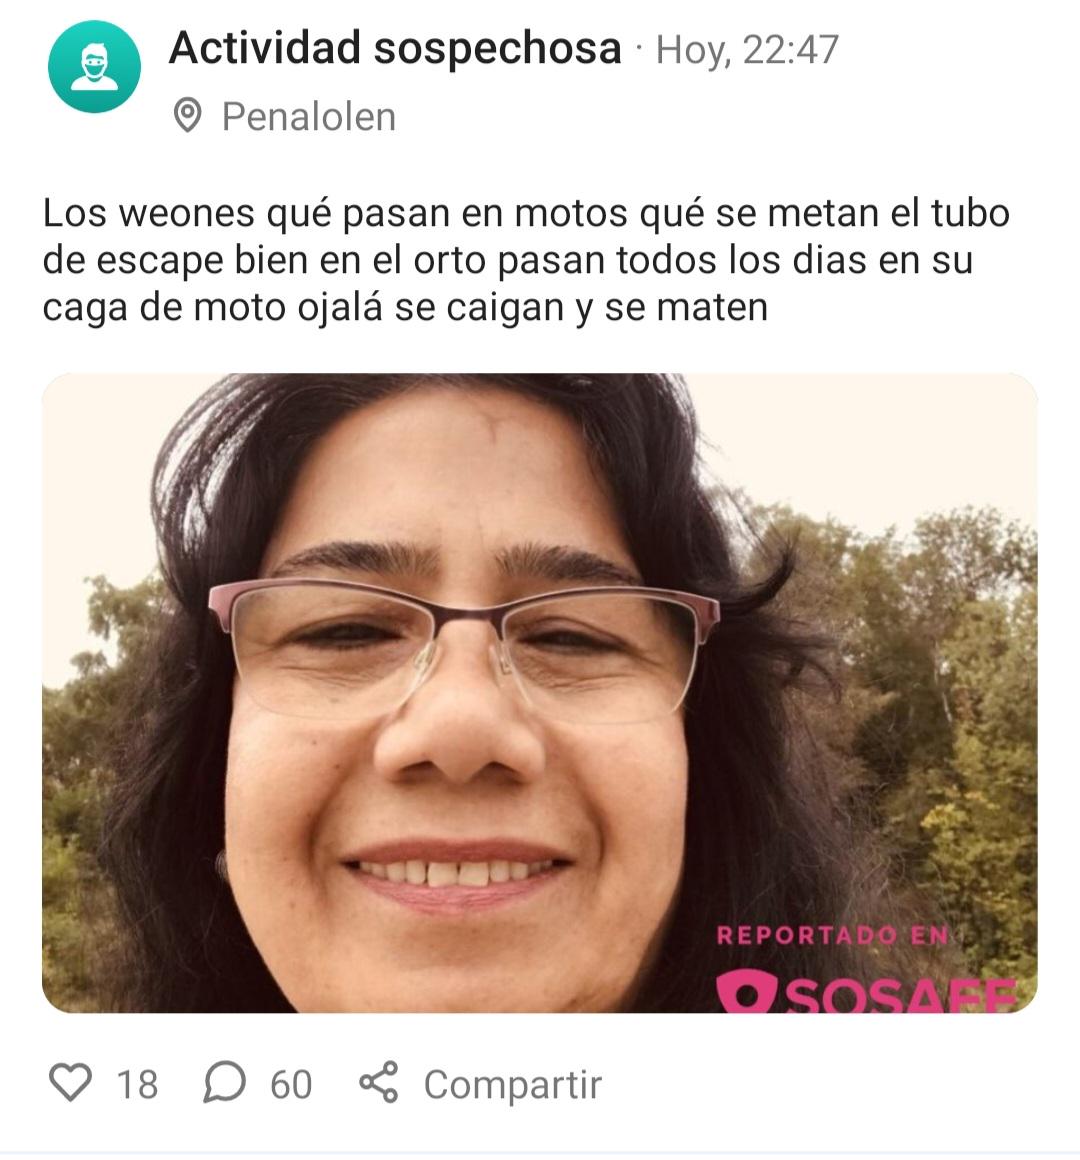 Actividad sospechosa · Hoy, 22:47
Penalolen
Los weones qué pasan en motos qué se metan el tubo
de escape bien en el orto pasan todos los dias en su
caga de moto ojalá se caigan y se maten
REPORTADO EN
SOSAFE
18 60 Compartir